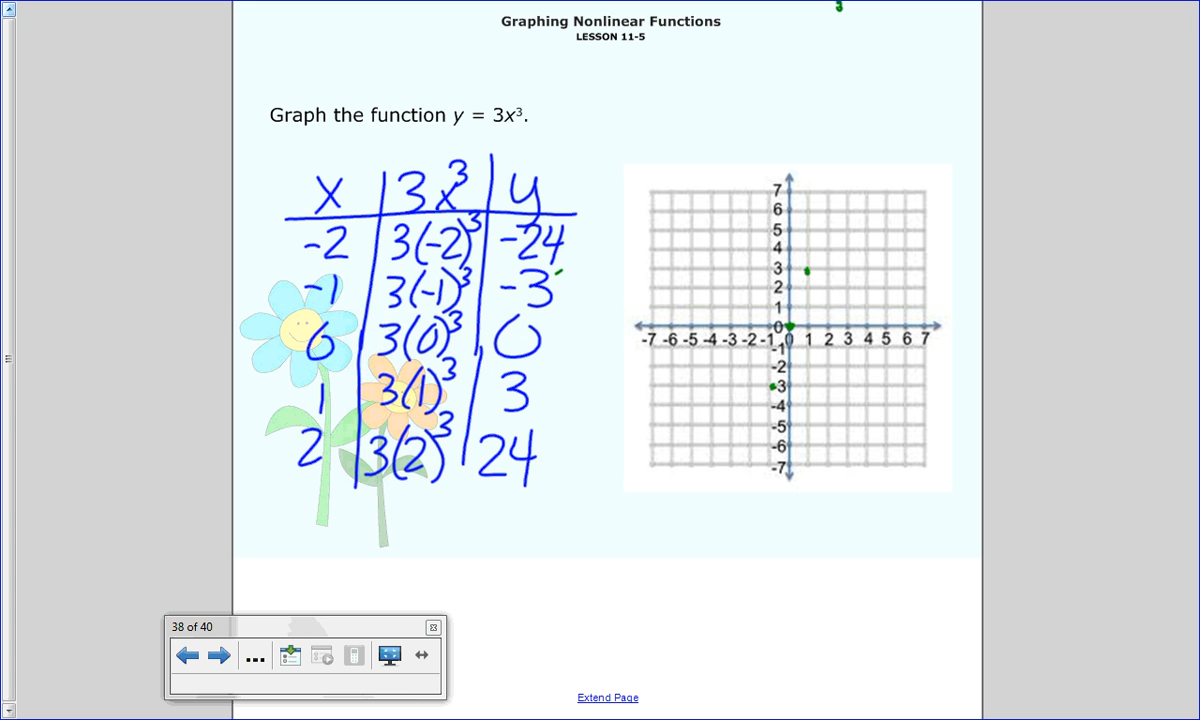 Graphing Nonlinear Functions
LESSON 11-5
Graph the function y = 3x³.
x | 3x³ | y
-2 | 3(-2)³ | -24
-1 | 3(-1)³ | -3
0 | 3(0)³ | 0
1 | 3(1)³ | 3
2 | 3(2)³ | 24
7
6
5
4
3
2
1
0
-7 -6 -5 -4 -3 -2 -1 0 1 2 3 4 5 6 7
-1
-2
-3
-4
-5
-6
-7
38 of 40
...
Extend Page